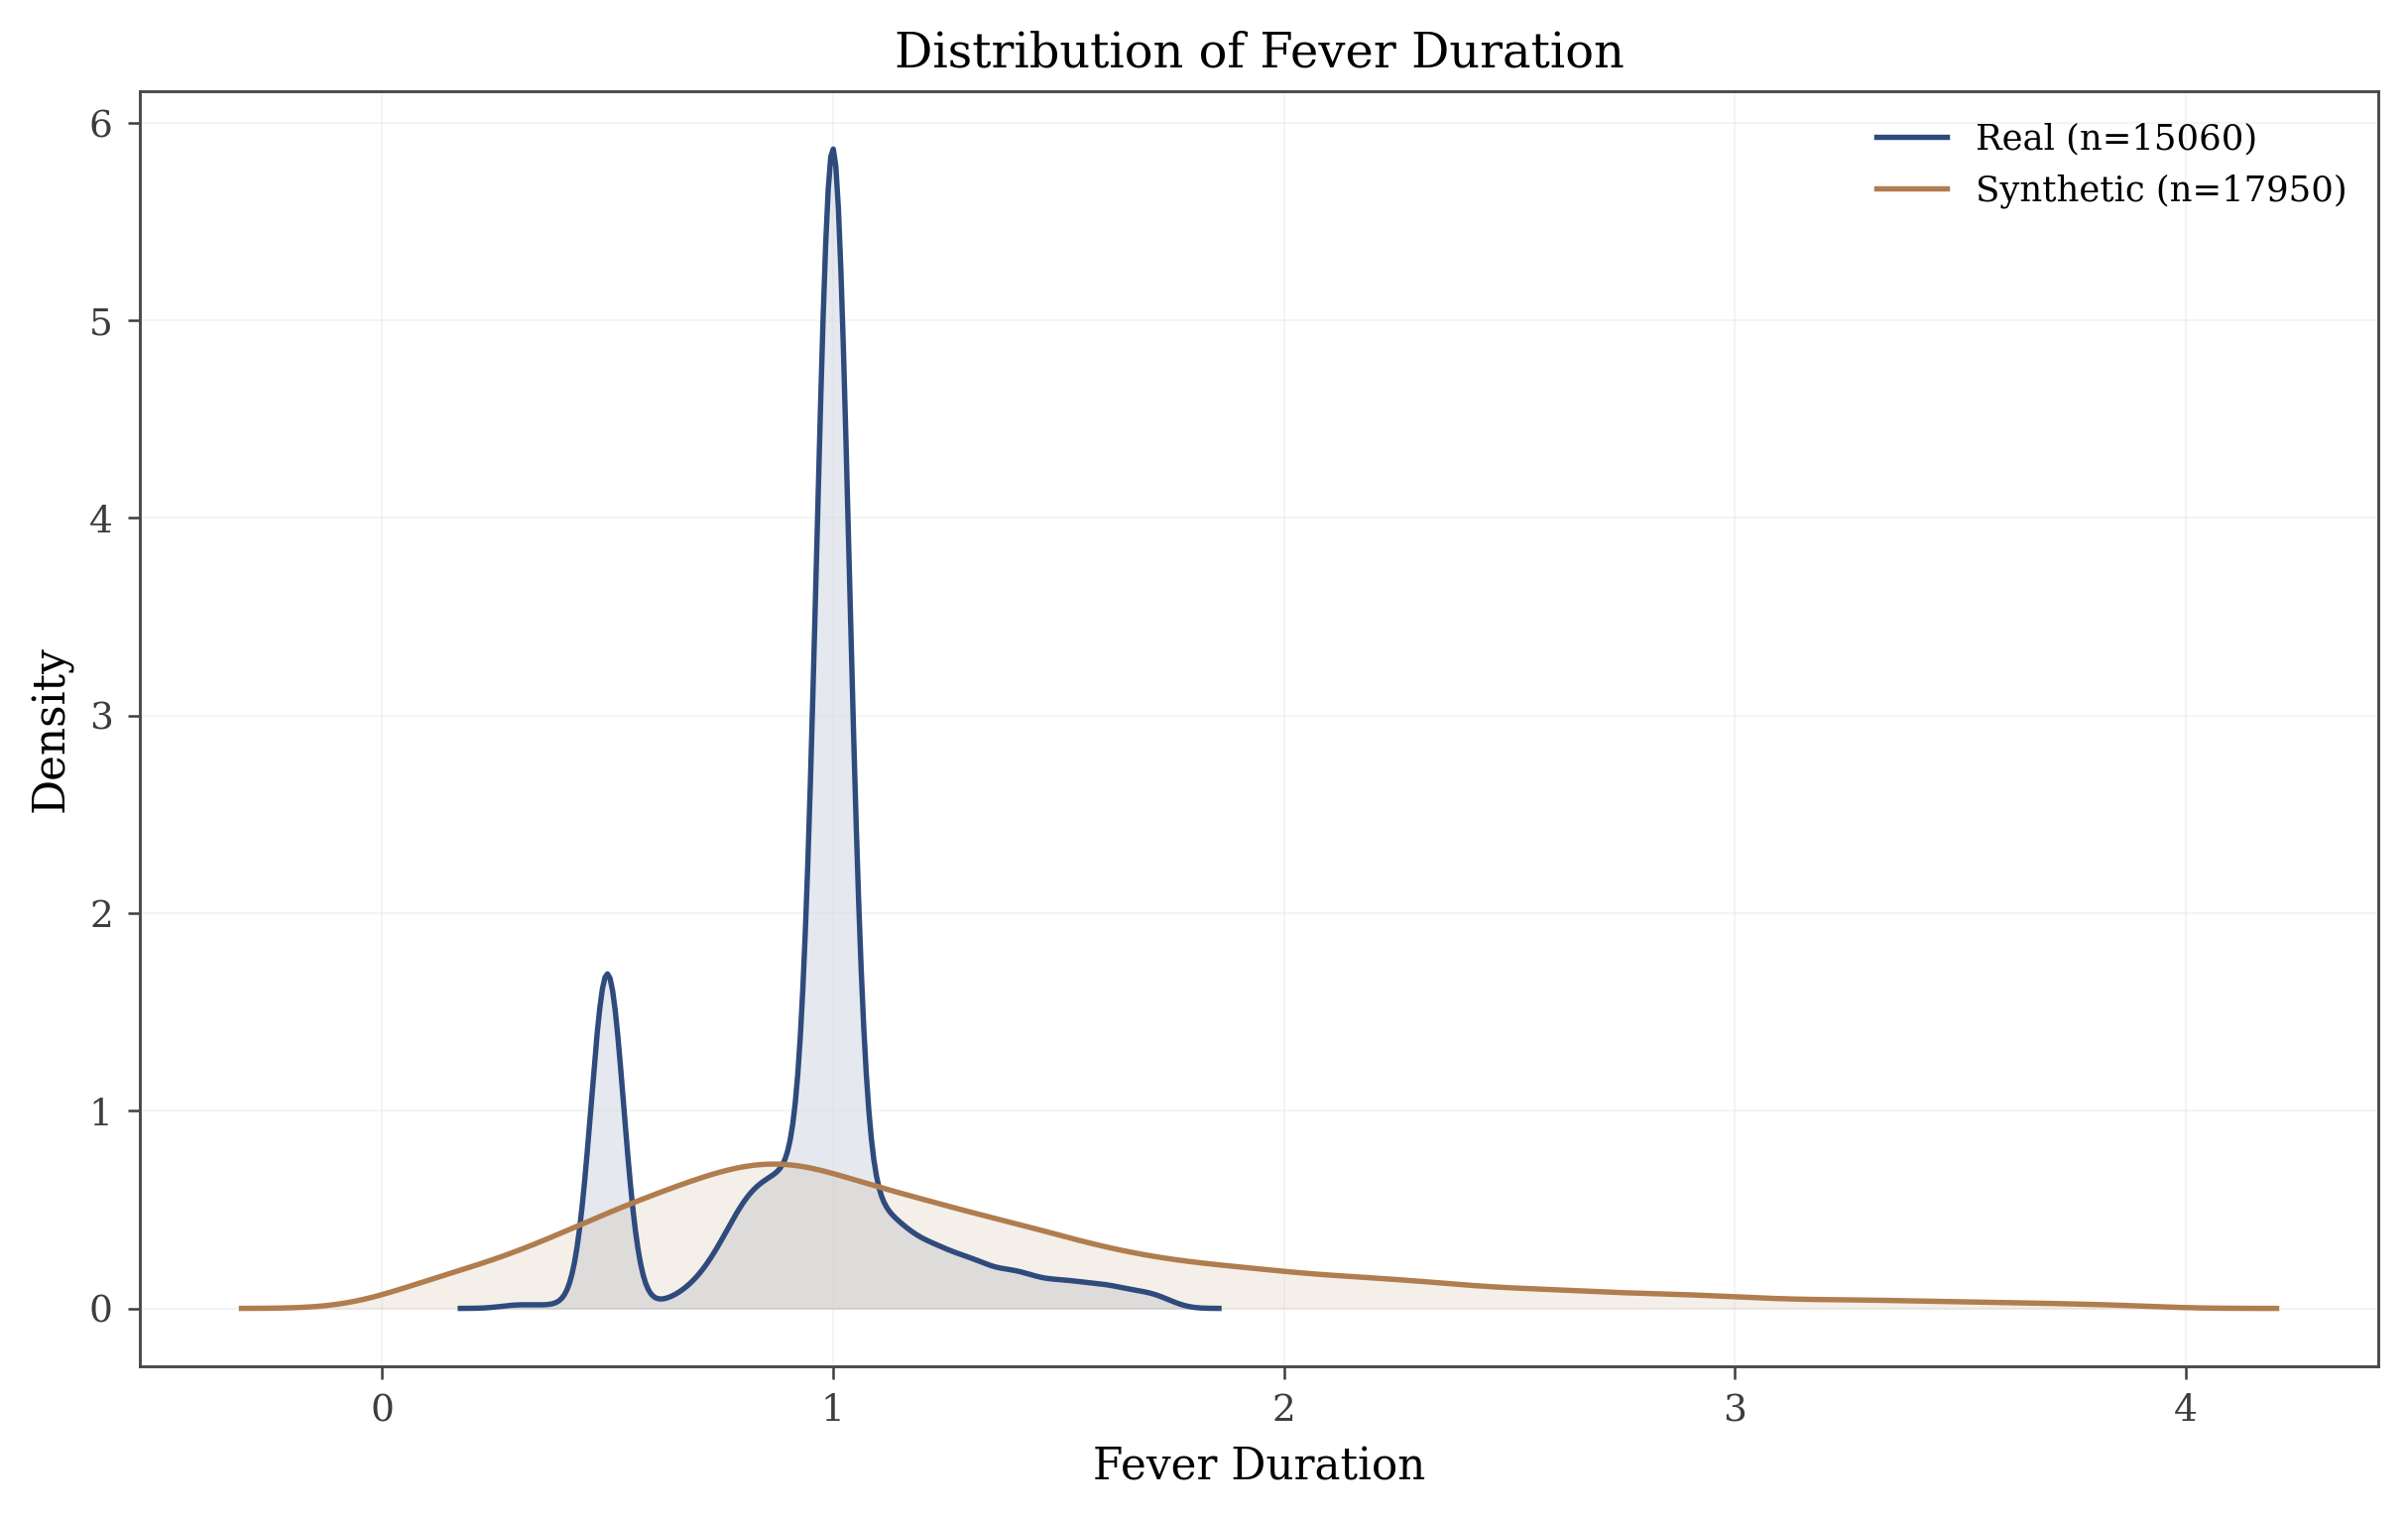 Distribution of Fever Duration
Real (n=15060)
Synthetic (n=17950)
Density
6
5
4
3
2
1
0
0
1
2
3
4
Fever Duration